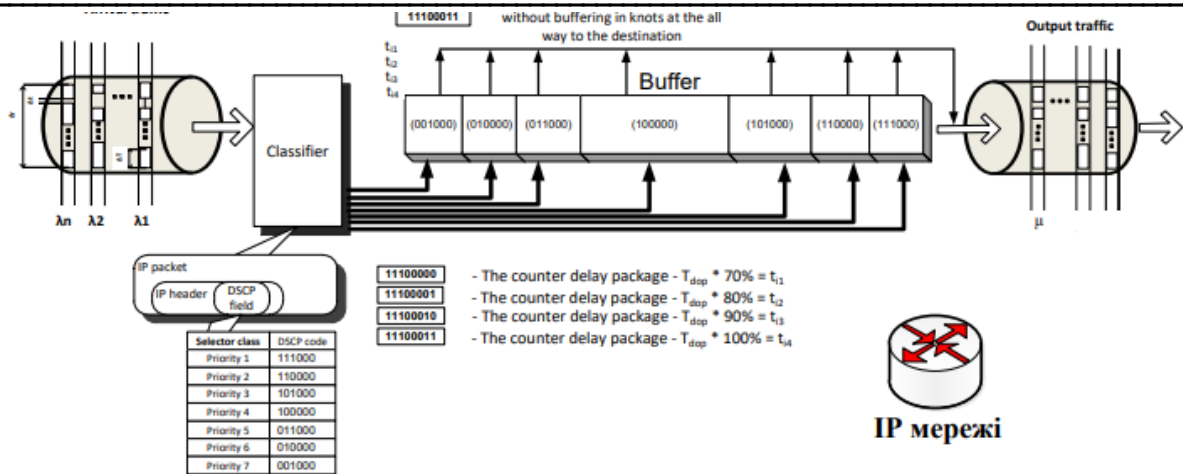 11100011
without buffering in knots at the all
way to the destination
Output traffic
ti1
ti2
ti3
ti4
Buffer
(001000) (010000) (011000) (100000) (101000) (110000) (111000)
Classifier
λn λ2 λ1
μ
IP packet
IP header
DSCP
field
11100000 - The counter delay package - Tdop * 70% = ti1
11100001 - The counter delay package - Tdop * 80% = ti2
11100010 - The counter delay package - Tdop * 90% = ti3
11100011 - The counter delay package - Tdop * 100% = ti4
Selector class DSCP code
Priority 1 111000
Priority 2 110000
Priority 3 101000
Priority 4 100000
Priority 5 011000
Priority 6 010000
Priority 7 001000
IP мережі